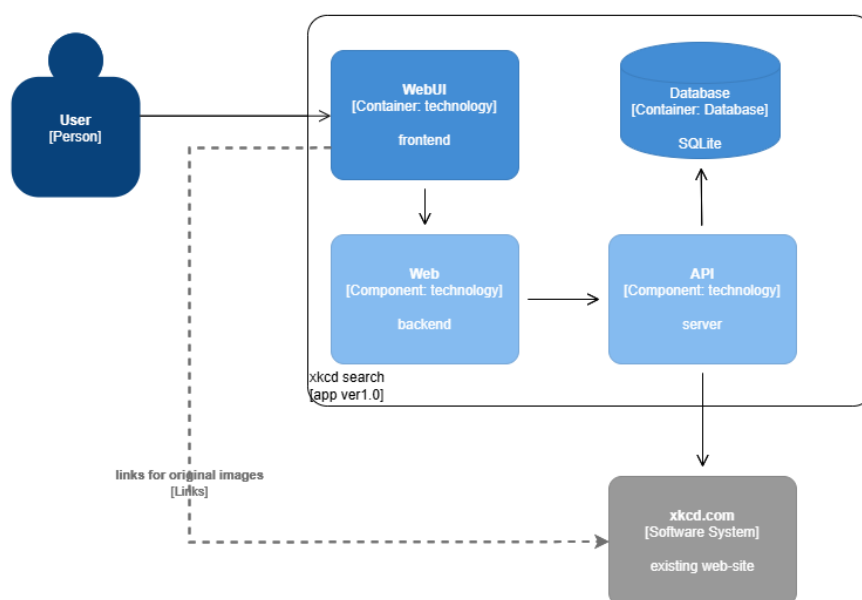 User
[Person]
WebUI
[Container: technology]
frontend
Database
[Container: Database]
SQLite
Web
[Component: technology]
backend
API
[Component: technology]
server
xkcd search
[app ver1.0]
links for original images
[Links]
xkcd.com
[Software System]
existing web-site